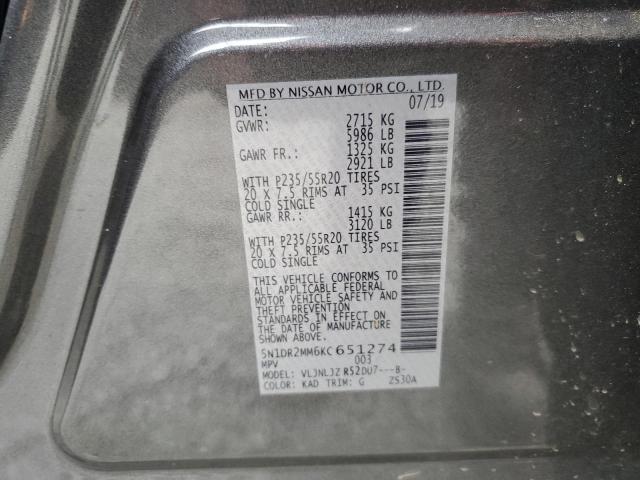 MFD BY NISSAN MOTOR CO., LTD.
DATE: 07/19
GVWR: 2715 KG
5986 LB
GAWR FR.: 1325 KG
2921 LB
WITH P235/55R20 TIRES
20 X 7.5 RIMS AT 35 PSI
COLD SINGLE
GAWR RR.: 1415 KG
3120 LB
WITH P235/55R20 TIRES
20 X 7.5 RIMS AT 35 PSI
COLD SINGLE
THIS VEHICLE CONFORMS TO
ALL APPLICABLE FEDERAL
MOTOR VEHICLE SAFETY AND
THEFT PREVENTION
STANDARDS IN EFFECT ON
THE DATE OF MANUFACTURE
SHOWN ABOVE.
5N1DR2MM6KC651274
MPV 003
MODEL: VLJNLJZ R52DU7---B-
COLOR: KAD TRIM: G ZS30A